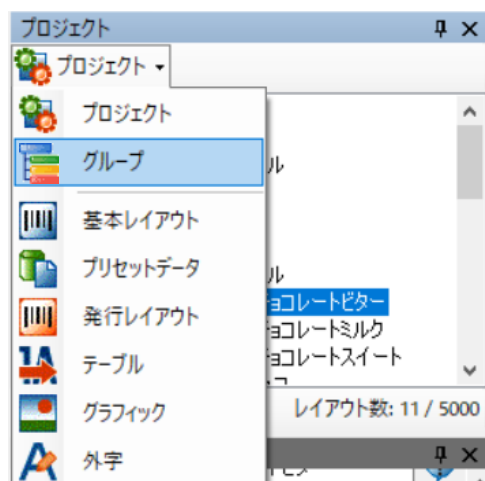 プロジェクト
プロジェクト
プロジェクト
グループ
ル
基本レイアウト
プリセットデータ
ル
発行レイアウト
ョコレートビター
ョコレートミルク
テーブル
ョコレートスイート
グラフィック
レイアウト数: 11 / 5000
外字